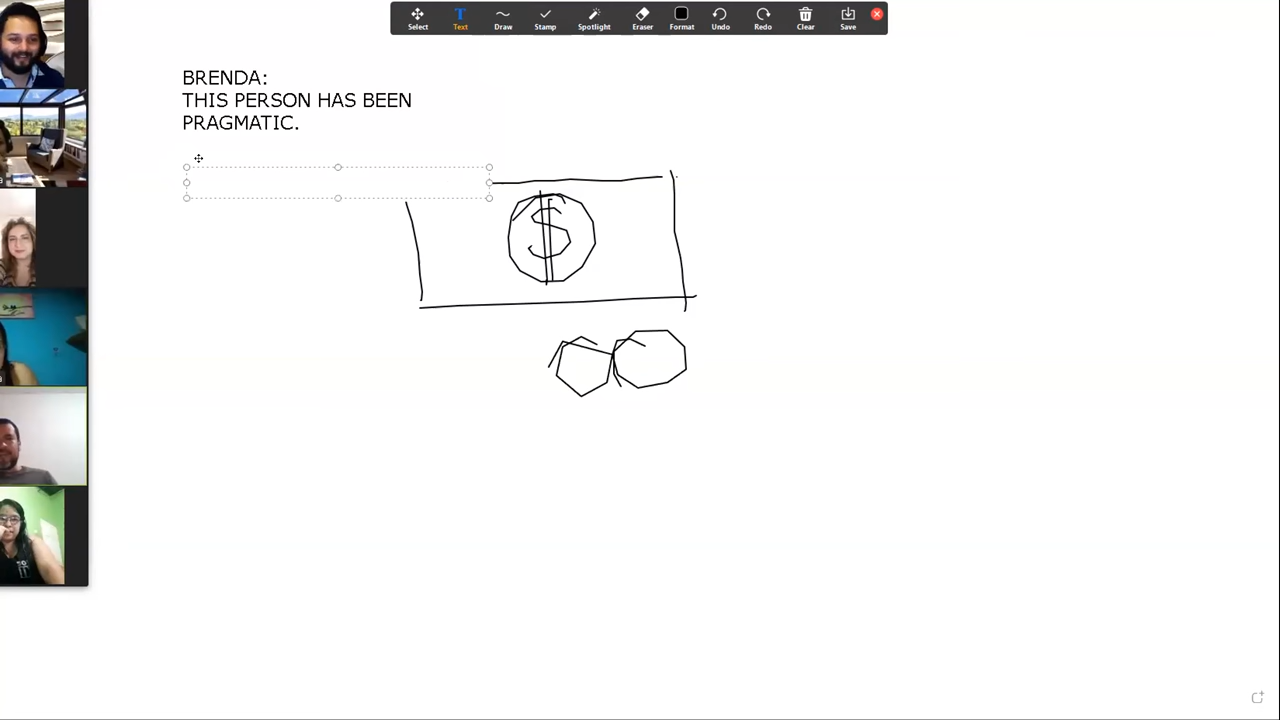 Select Text Draw Stamp Spotlight Eraser Format Undo Redo Clear Save
BRENDA:
THIS PERSON HAS BEEN
PRAGMATIC.
$